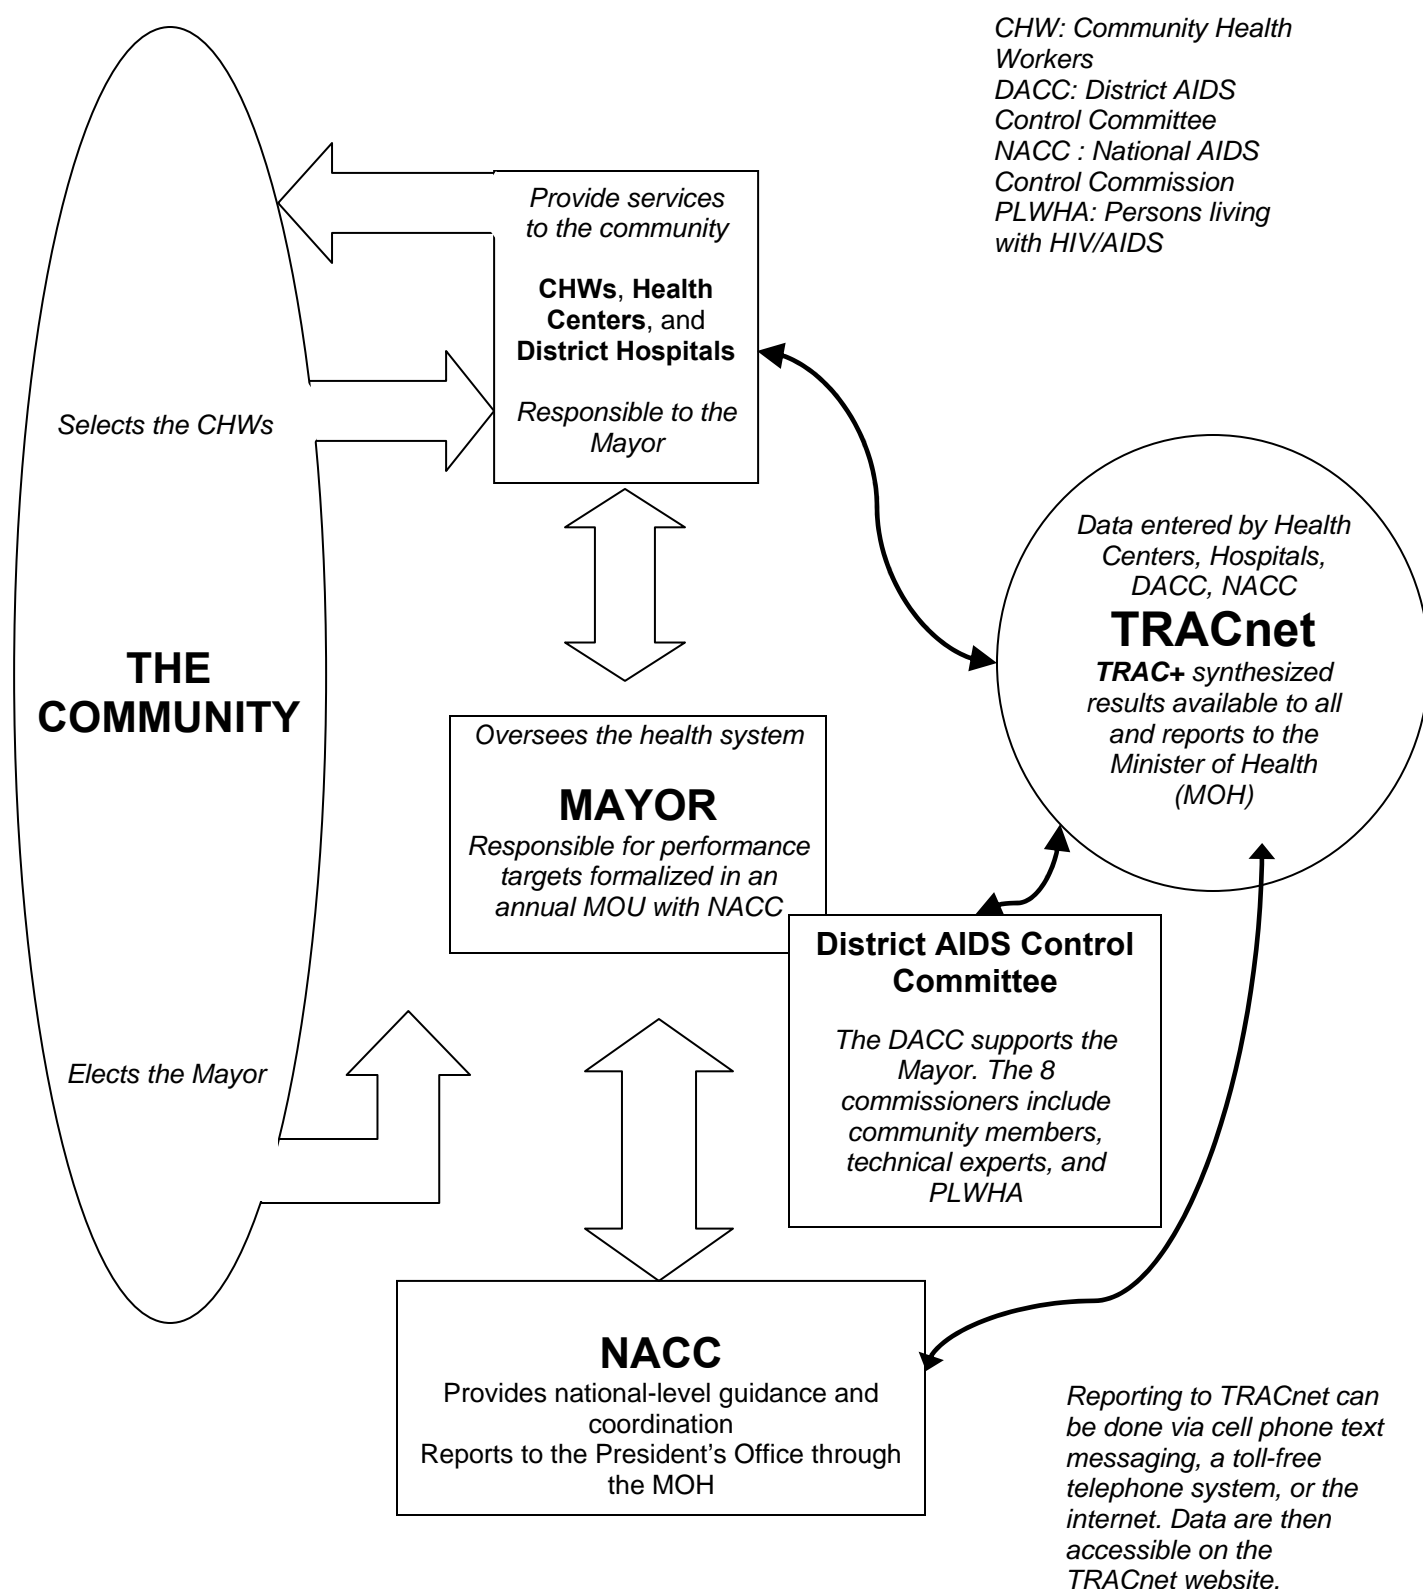 CHW: Community Health
Workers
DACC: District AIDS
Control Committee
NACC : National AIDS
Control Commission
PLWHA: Persons living
with HIV/AIDS
Provide services
to the community
CHWs, Health
Centers, and
District Hospitals
Responsible to the
Mayor
Selects the CHWs
Data entered by Health
Centers, Hospitals,
DACC, NACC
TRACnet
TRAC+ synthesized
results available to all
and reports to the
Minister of Health
(MOH)
THE
COMMUNITY
Oversees the health system
MAYOR
Responsible for performance
targets formalized in an
annual MOU with NACC
District AIDS Control
Committee
The DACC supports the
Mayor. The 8
commissioners include
community members,
technical experts, and
PLWHA
Elects the Mayor
NACC
Provides national-level guidance and
coordination
Reports to the President’s Office through
the MOH
Reporting to TRACnet can
be done via cell phone text
messaging, a toll-free
telephone system, or the
internet. Data are then
accessible on the
TRACnet website.